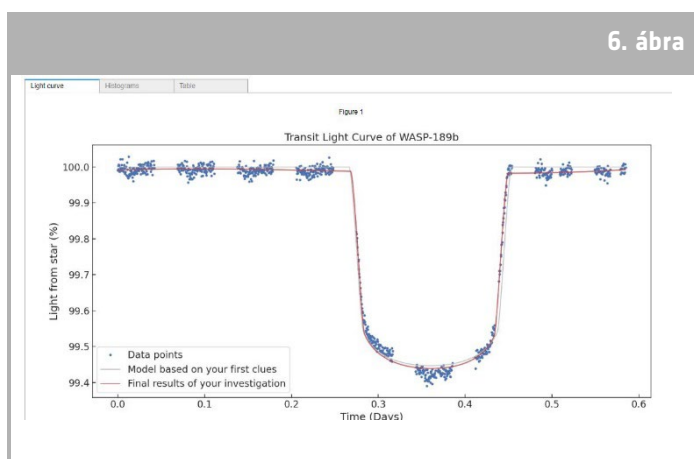 6. ábra
Light curve Histograms Table
Figure 1
Transit Light Curve of WASP-189b
100.0
99.9
99.8
99.7
99.6
99.5
99.4
Light from star (%)
Data points
Model based on your first clues
Final results of your investigation
0.0 0.1 0.2 0.3 0.4 0.5 0.6
Time (Days)